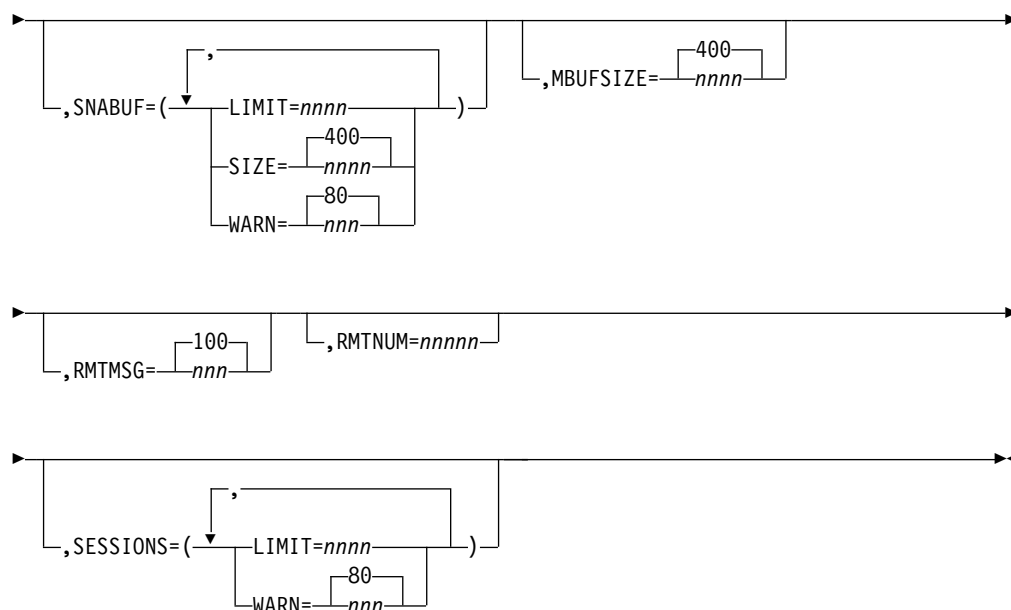 ,
400
,MBUFSIZE= nnnn
,SNABUF=( LIMIT=nnnn )
400
SIZE= nnnn
80
WARN= nnn
100
,RMTMSG= nnn
,RMTNUM=nnnnn
,
,SESSIONS=( LIMIT=nnnn )
80
WARN= nnn